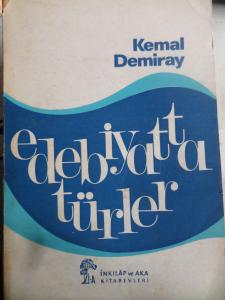 Kemal
Demiray
edebiyatta
türler
İNKILÂP ve AKA
KİTABEVLERİ